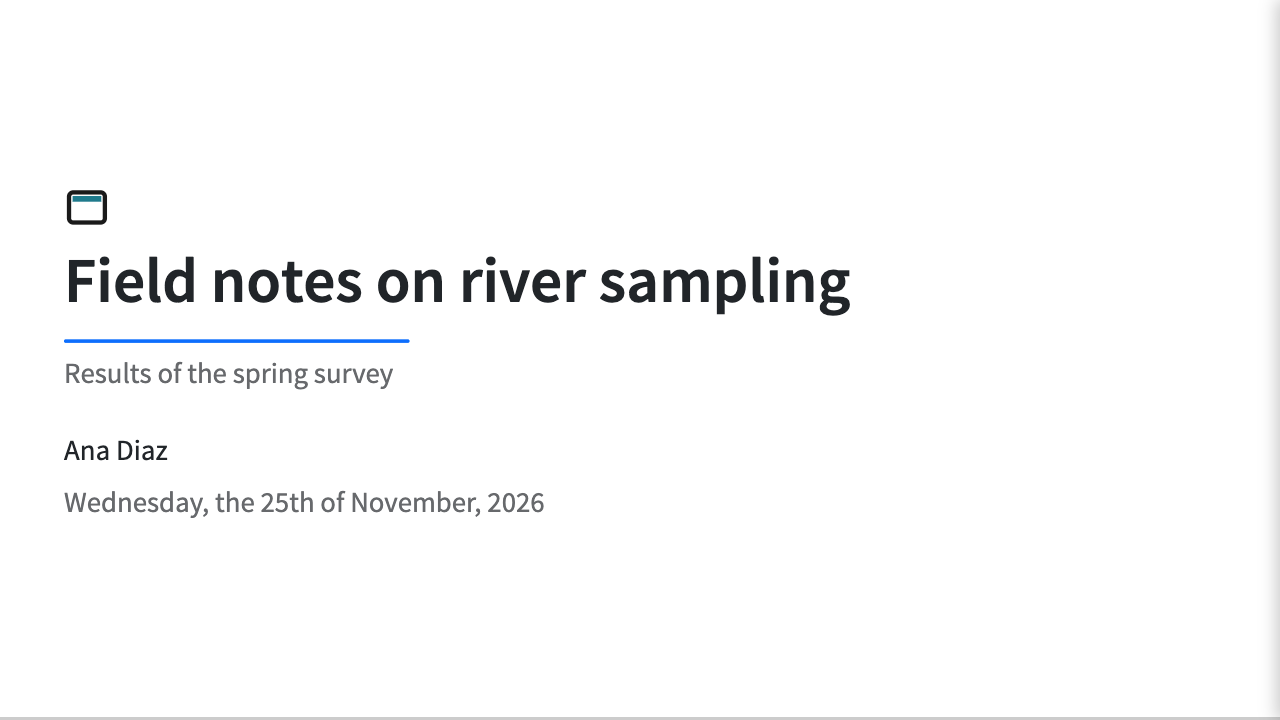 Field notes on river sampling
Results of the spring survey
Ana Diaz
Wednesday, the 25th of November, 2026